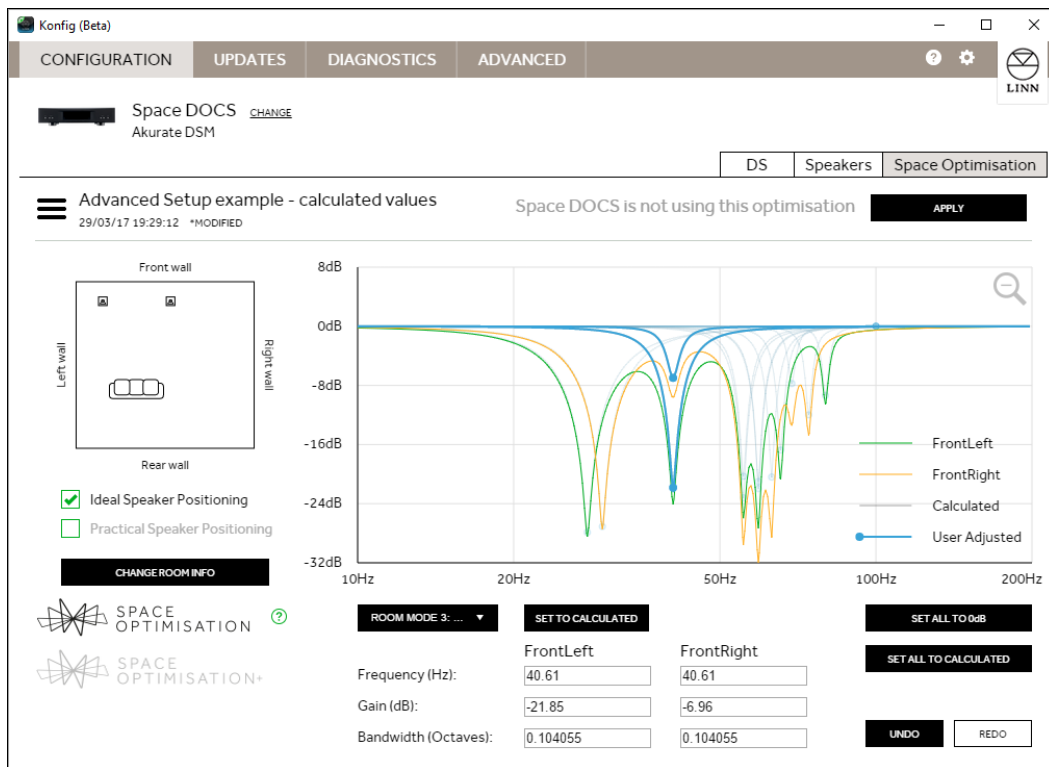 Konfig (Beta)
CONFIGURATION UPDATES DIAGNOSTICS ADVANCED
LINN
Space DOCS CHANGE
Akurate DSM
DS Speakers Space Optimisation
Advanced Setup example - calculated values
29/03/17 19:29:12 *MODIFIED
Space DOCS is not using this optimisation
APPLY
Front wall
Left wall
Right wall
Rear wall
Ideal Speaker Positioning
Practical Speaker Positioning
CHANGE ROOM INFO
SPACE
OPTIMISATION
?
SPACE
OPTIMISATION+
8dB
0dB
-8dB
-16dB
-24dB
-32dB
10Hz 20Hz 50Hz 100Hz 200Hz
FrontLeft
FrontRight
Calculated
User Adjusted
ROOM MODE 3: ... ▼
SET TO CALCULATED
SET ALL TO 0dB
SET ALL TO CALCULATED
FrontLeft FrontRight
Frequency (Hz): 40.61 40.61
Gain (dB): -21.85 -6.96
Bandwidth (Octaves): 0.104055 0.104055
UNDO REDO